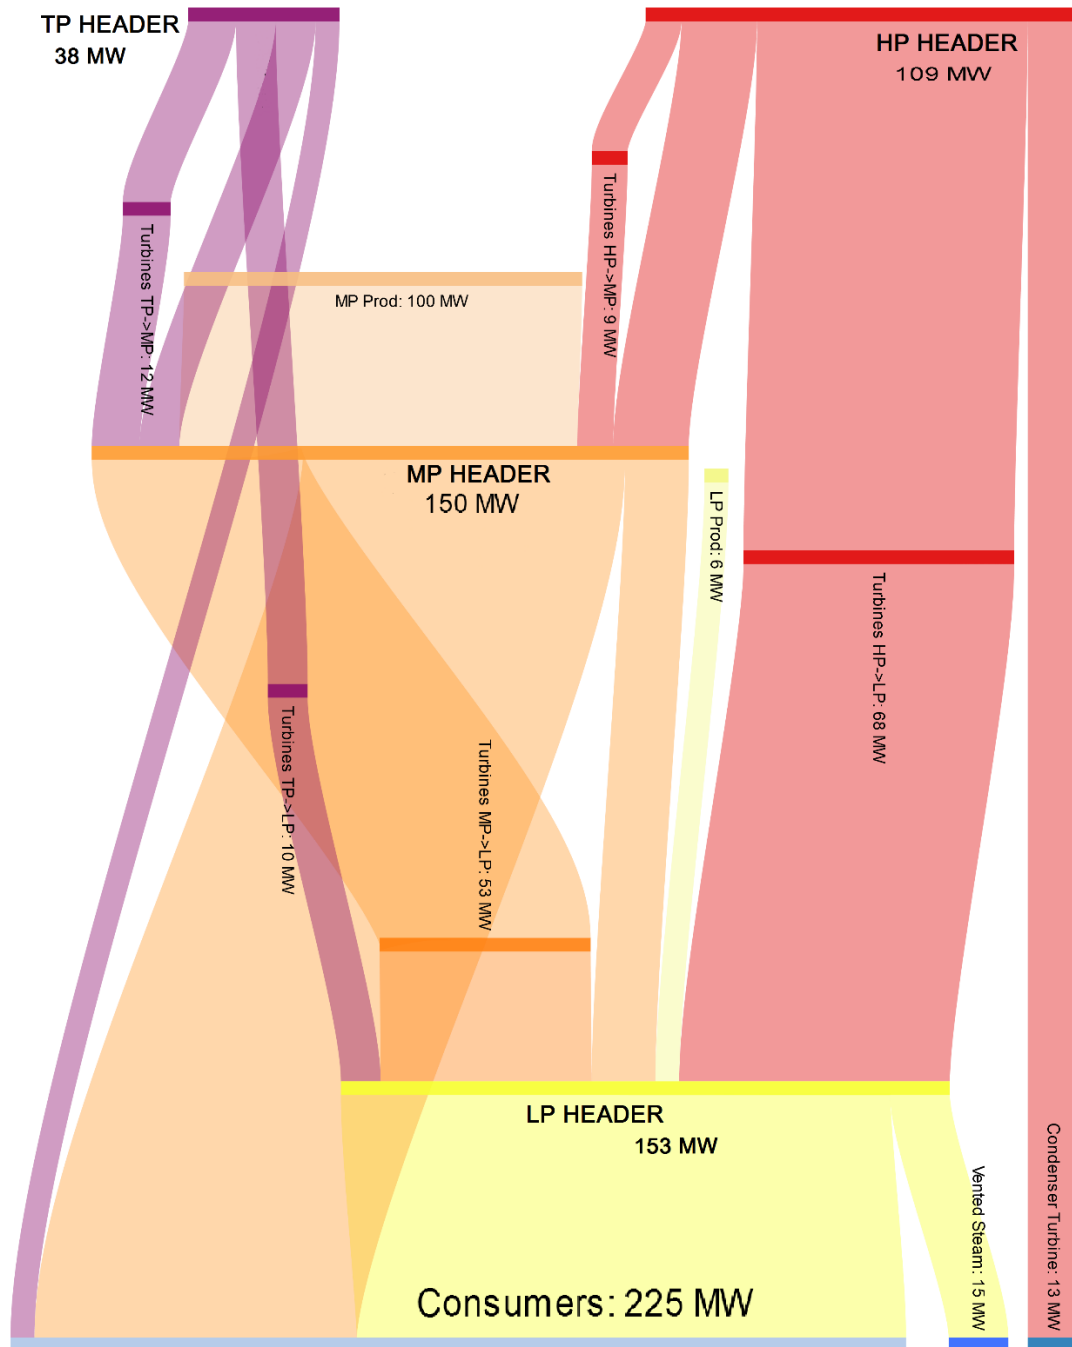 TP HEADER
38 MW
HP HEADER
109 MW
Turbines HP->MP: 9 MW
Turbines TP->MP: 12 MW
MP Prod: 100 MW
MP HEADER
150 MW
LP Prod: 6 MW
Turbines HP->LP: 68 MW
Turbines TP->LP: 10 MW
Turbines MP->LP: 53 MW
LP HEADER
153 MW
Condenser Turbine: 13 MW
Vented Steam: 15 MW
Consumers: 225 MW